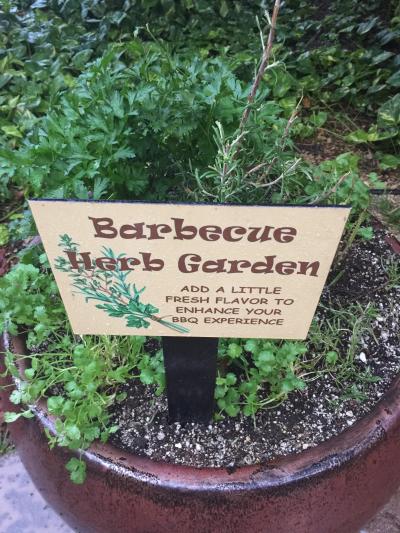 Barbecue
Herb Garden
ADD A LITTLE
FRESH FLAVOR TO
ENHANCE YOUR
BBQ EXPERIENCE